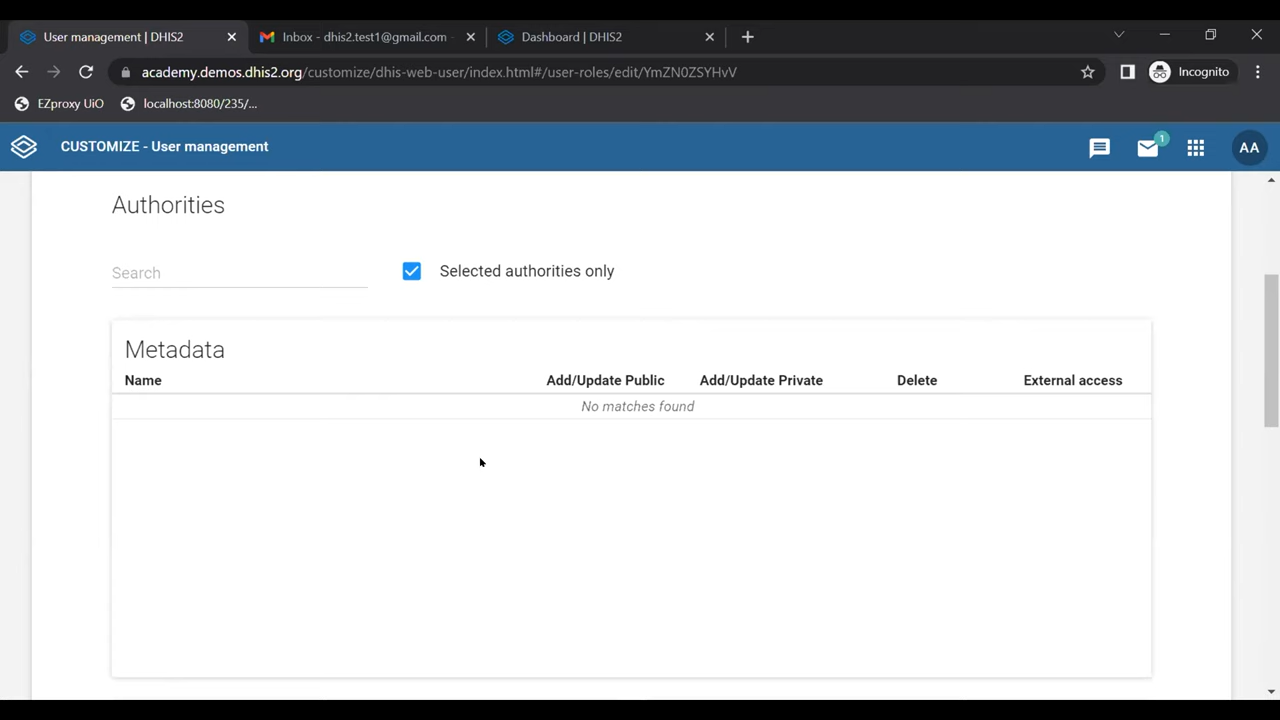 User management | DHIS2
Inbox - dhis2.test1@gmail.com -
Dashboard | DHIS2
academy.demos.dhis2.org/customize/dhis-web-user/index.html#/user-roles/edit/YmZN0ZSYHvV
Incognito
EZproxy UiO
localhost:8080/235/...
CUSTOMIZE - User management
1
AA
Authorities
Search
Selected authorities only
Metadata
Name Add/Update Public Add/Update Private Delete External access
No matches found